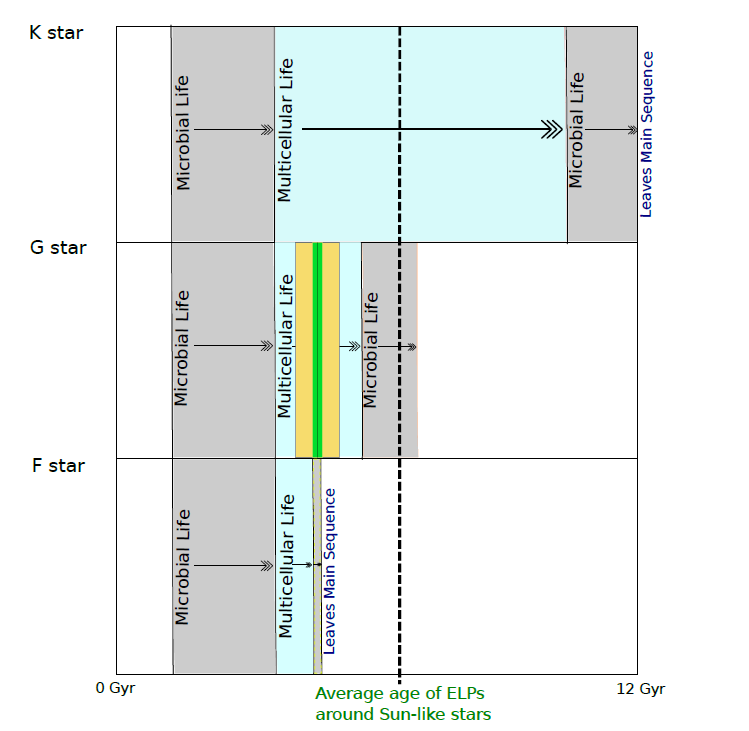 K star
Microbial Life
Multicellular Life
Microbial Life
Leaves Main Sequence
G star
Microbial Life
Multicellular Life
Microbial Life
F star
Microbial Life
Multicellular Life
Leaves Main Sequence
0 Gyr
12 Gyr
Average age of ELPs
around Sun-like stars